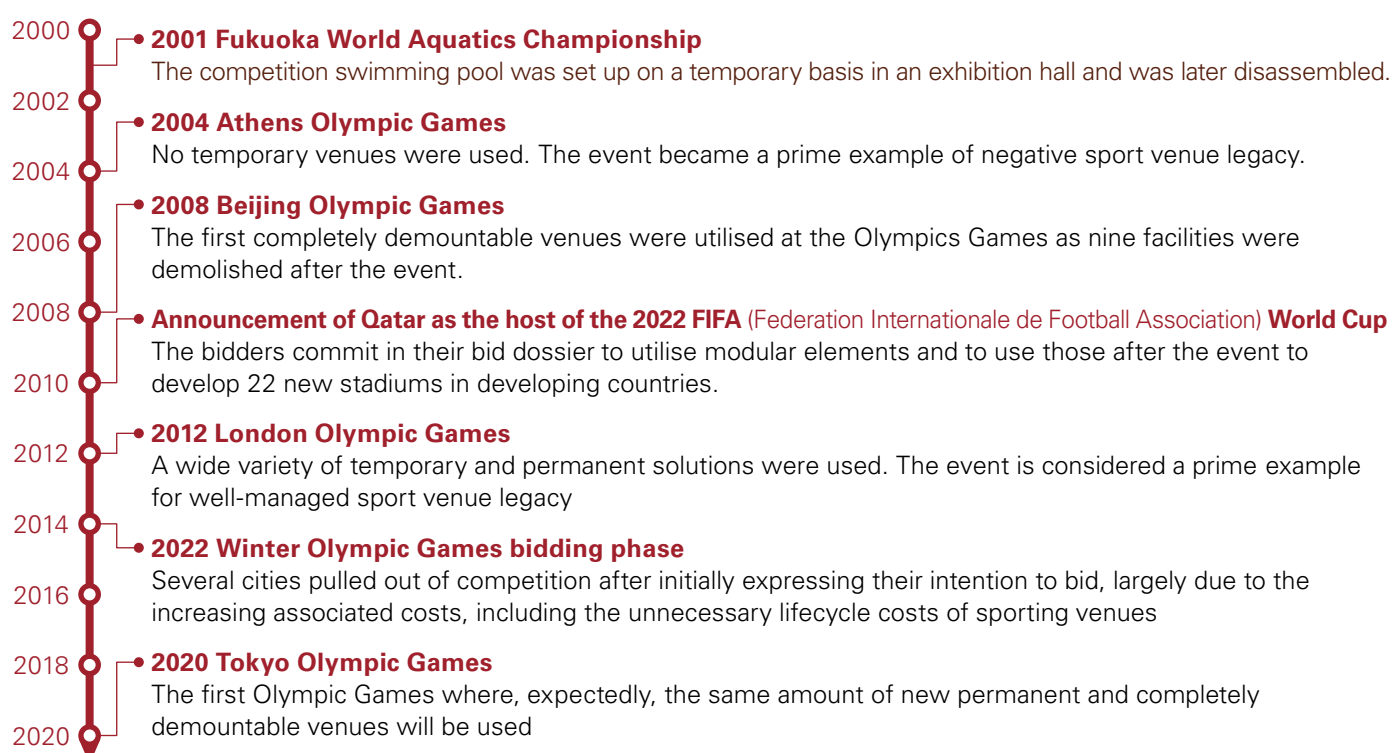 2000
2001 Fukuoka World Aquatics Championship
The competition swimming pool was set up on a temporary basis in an exhibition hall and was later disassembled.
2002
2004 Athens Olympic Games
No temporary venues were used. The event became a prime example of negative sport venue legacy.
2004
2008 Beijing Olympic Games
The first completely demountable venues were utilised at the Olympics Games as nine facilities were
demolished after the event.
2006
2008
Announcement of Qatar as the host of the 2022 FIFA (Federation Internationale de Football Association) World Cup
The bidders commit in their bid dossier to utilise modular elements and to use those after the event to
develop 22 new stadiums in developing countries.
2010
2012 London Olympic Games
A wide variety of temporary and permanent solutions were used. The event is considered a prime example
for well-managed sport venue legacy
2012
2014
2022 Winter Olympic Games bidding phase
Several cities pulled out of competition after initially expressing their intention to bid, largely due to the
increasing associated costs, including the unnecessary lifecycle costs of sporting venues
2016
2018
2020 Tokyo Olympic Games
The first Olympic Games where, expectedly, the same amount of new permanent and completely
demountable venues will be used
2020